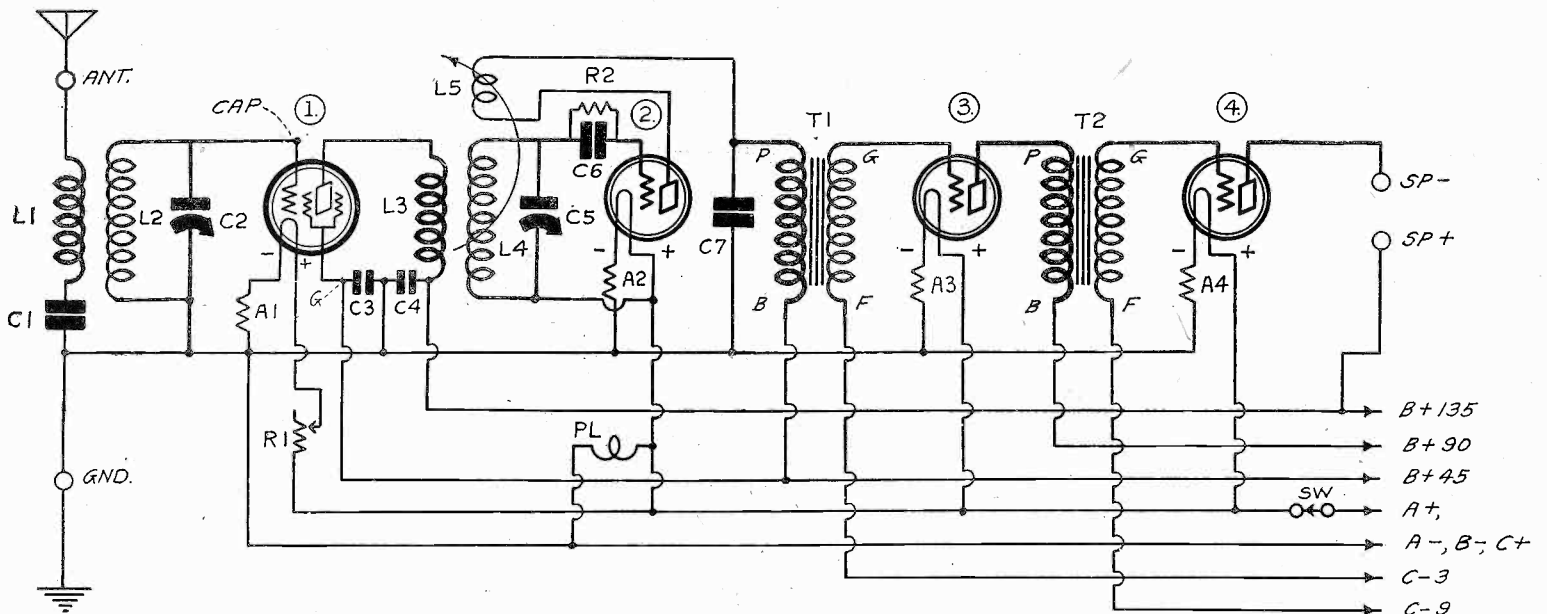 ANT.
CAP
1.
L5
R2
2.
C6
T1
3.
T2
4.
P
G
P
G
SP-
SP+
L1
L2
C2
L3
L4
C5
C7
- +
- +
- +
- +
C1
A1
G
C3
C4
A2
B
F
A3
B
F
A4
R1
PL
GND.
SW
B+135
B+90
B+45
A+,
A-, B-, C+
C-3
C-9